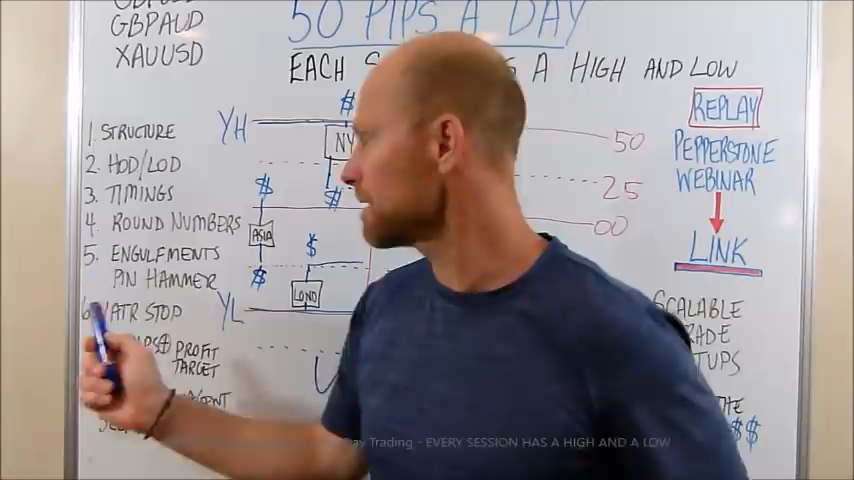 GBPAUD
XAUUSD
50 PIPS A DAY
EACH A HIGH AND LOW
1. STRUCTURE
2. HOD/LOD
3. TIMINGS
4. ROUND NUMBERS
5. ENGULFMENTS
PIN HAMMER
ATR STOP
PROFIT
TARGET
YH
$
NY
50
$
$
25
ASIA
00
$
$
LOND
YL
REPLAY
PEPPERSTONE
WEBINAR
LINK
SCALABLE
THE
$$
Day Trading - EVERY SESSION HAS A HIGH AND A LOW